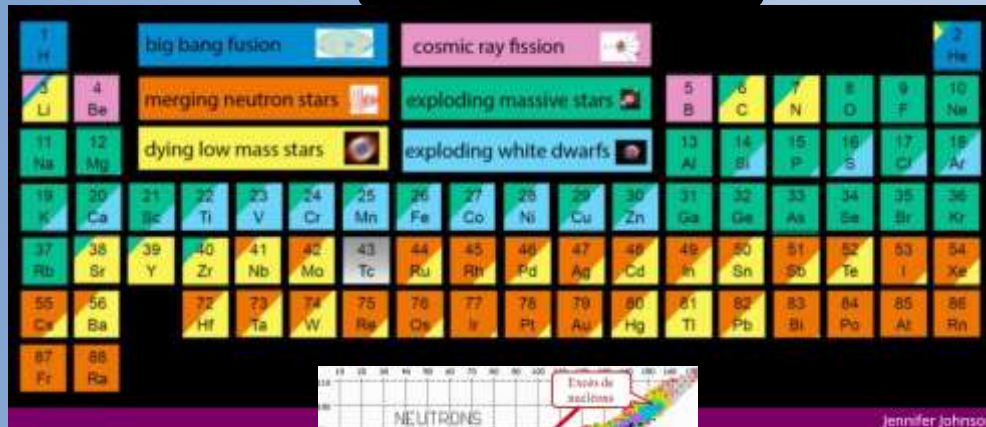 1 2
H He
big bang fusion cosmic ray fission
3 4 5 6 7 8 9 10
Li Be B C N O F Ne
merging neutron stars exploding massive stars
11 12 13 14 15 16 17 18
Na Mg Al Si P S Cl Ar
dying low mass stars exploding white dwarfs
19 20 21 22 23 24 25 26 27 28 29 30 31 32 33 34 35 36
K Ca Sc Ti V Cr Mn Fe Co Ni Cu Zn Ga Ge As Se Br Kr
37 38 39 40 41 42 43 44 45 46 47 48 49 50 51 52 53 54
Rb Sr Y Zr Nb Mo Tc Ru Rh Pd Ag Cd In Sn Sb Te I Xe
55 56 72 73 74 75 76 77 78 79 80 81 82 83 84 85 86
Cs Ba Hf Ta W Re Os Ir Pt Au Hg Tl Pb Bi Po At Rn
87 88
Fr Ra
Excès de
NEUTRONS
Jennifer Johnso